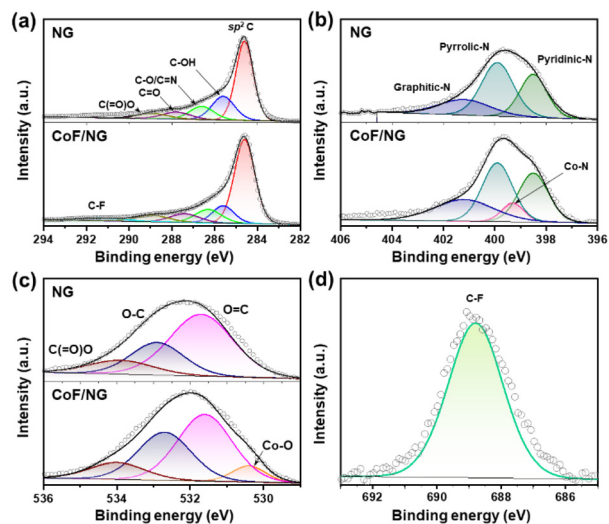 (a)
NG
sp² C
C-OH
C-O/C=N
C=O
C(=O)O
CoF/NG
C-F
Intensity (a.u.)
294 292 290 288 286 284 282
Binding energy (eV)
(b)
NG
Pyrrolic-N
Pyridinic-N
Graphitic-N
CoF/NG
Co-N
Intensity (a.u.)
406 404 402 400 398 396
Binding energy (eV)
(c)
NG
O-C
O=C
C(=O)O
CoF/NG
Co-O
Intensity (a.u.)
536 534 532 530
Binding energy (eV)
(d)
C-F
Intensity (a.u.)
692 690 688 686
Binding energy (eV)